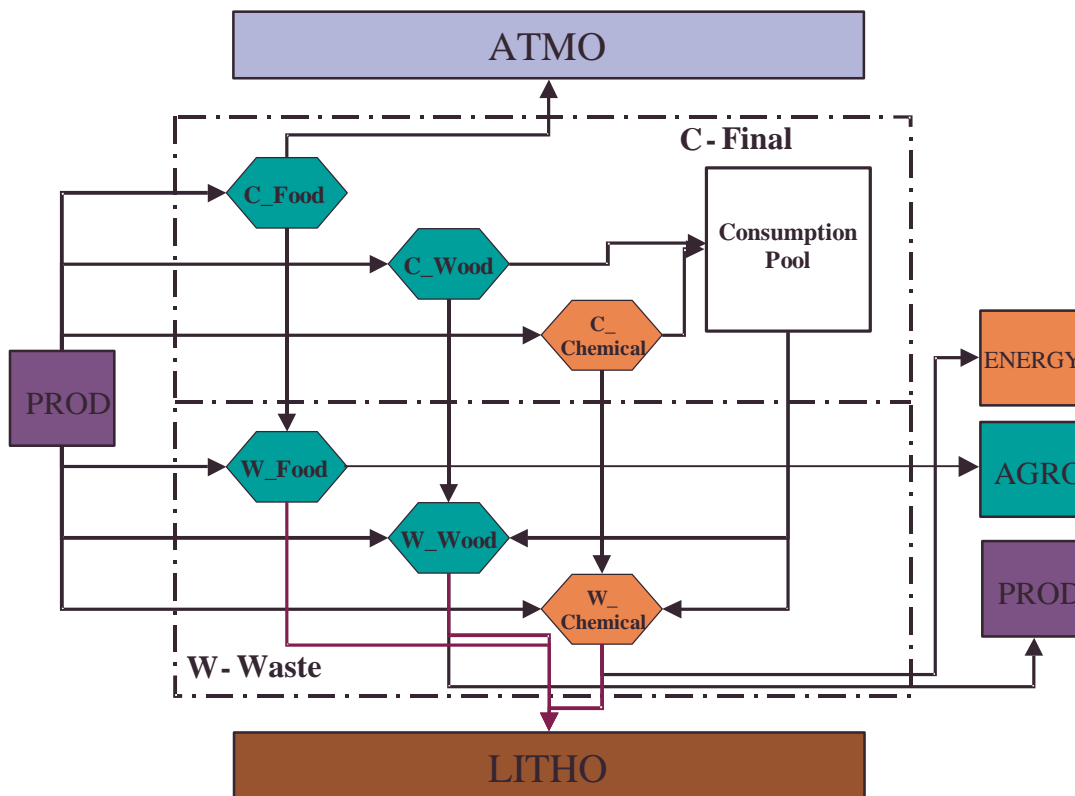 ATMO
C - Final
C_Food
Consumption
Pool
C_Wood
C_
Chemical
ENERGY
PROD
W_Food
AGRO
W_Wood
PROD
W_
Chemical
W - Waste
LITHO